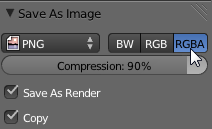 Save As Image
PNG BW RGB RGBA
Compression: 90%
Save As Render
Copy